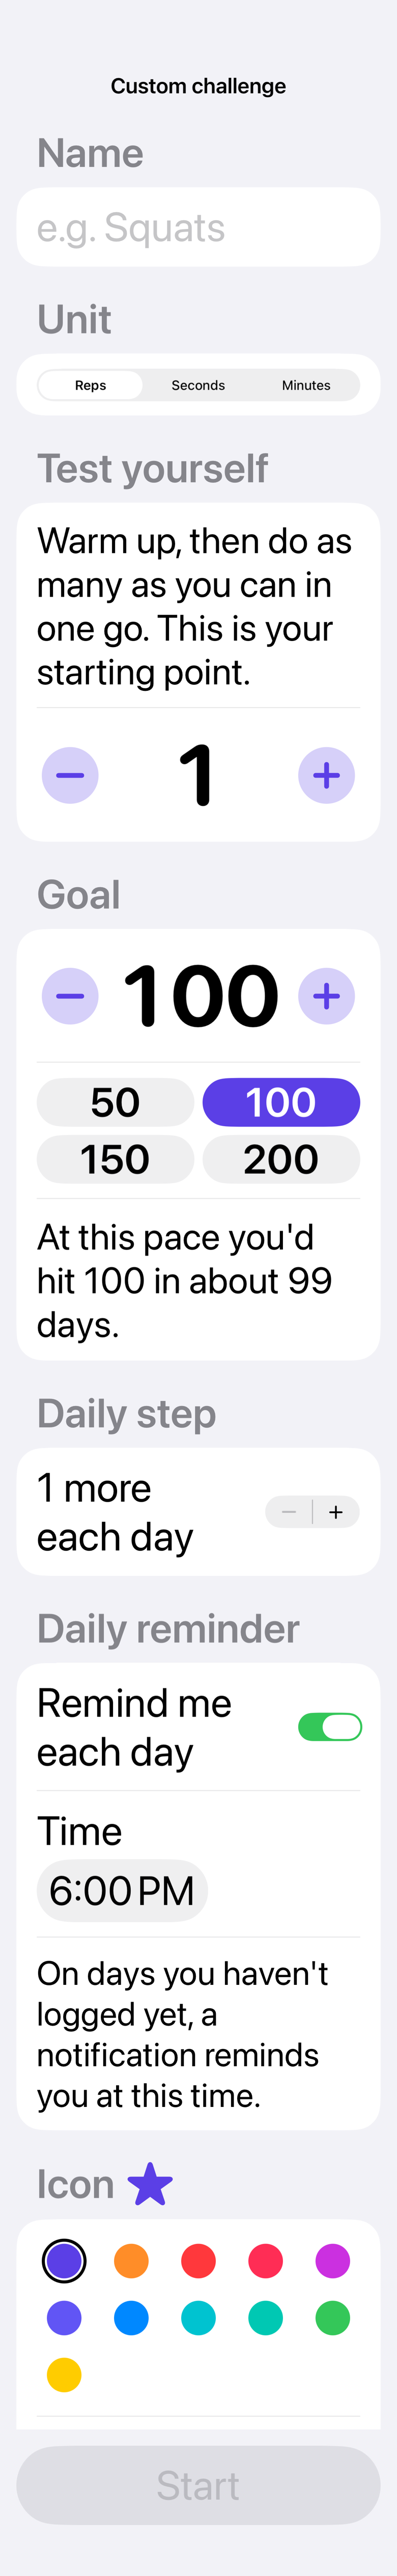 Custom challenge
Name
e.g. Squats
Unit
Reps Seconds Minutes
Test yourself
Warm up, then do as
many as you can in
one go. This is your
starting point.
1
Goal
100
50 100
150 200
At this pace you'd
hit 100 in about 99
days.
Daily step
1 more
each day
Daily reminder
Remind me
each day
Time
6:00 PM
On days you haven't
logged yet, a
notification reminds
you at this time.
Icon
Start